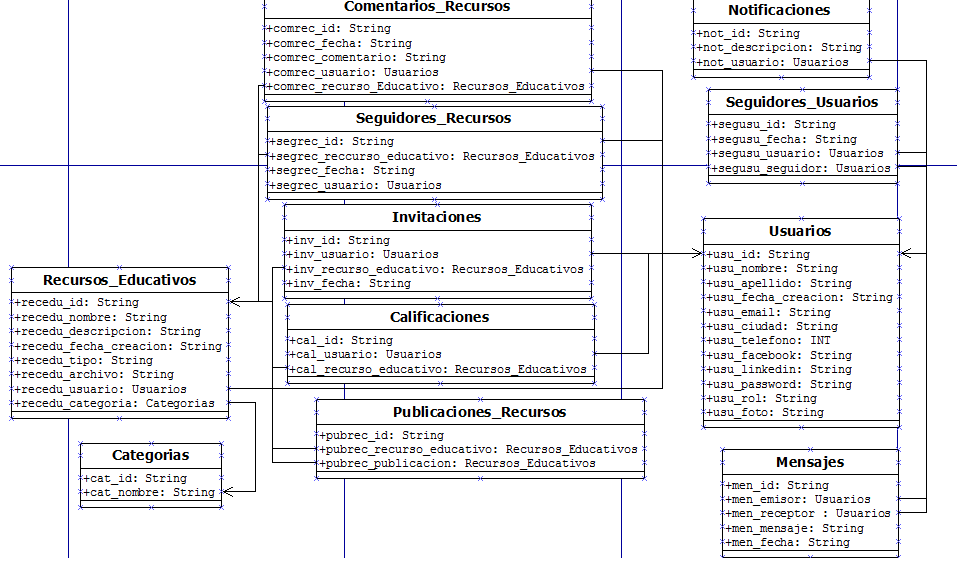 Comentarios_Recursos
+comrec_id: String
+comrec_fecha: String
+comrec_comentario: String
+comrec_usuario: Usuarios
+comrec_recurso_Educativo: Recursos_Educativos
Notificaciones
+not_id: String
+not_descripcion: String
+not_usuario: Usuarios
Seguidores_Recursos
+segrec_id: String
+segrec_reccurso_educativo: Recursos_Educativos
+segrec_fecha: String
+segrec_usuario: Usuarios
Seguidores_Usuarios
+segusu_id: String
+segusu_fecha: String
+segusu_usuario: Usuarios
+segusu_seguidor: Usuarios
Invitaciones
+inv_id: String
+inv_usuario: Usuarios
+inv_recurso_educativo: Recursos_Educativos
+inv_fecha: String
Usuarios
+usu_id: String
+usu_nombre: String
+usu_apellido: String
+usu_fecha_creacion: String
+usu_email: String
+usu_ciudad: String
+usu_telefono: INT
+usu_facebook: String
+usu_linkedin: String
+usu_password: String
+usu_rol: String
+usu_foto: String
Recursos_Educativos
+recedu_id: String
+recedu_nombre: String
+recedu_descripcion: String
+recedu_fecha_creacion: String
+recedu_tipo: String
+recedu_archivo: String
+recedu_usuario: Usuarios
+recedu_categoria: Categorias
Calificaciones
+cal_id: String
+cal_usuario: Usuarios
+cal_recurso_educativo: Recursos_Educativos
Publicaciones_Recursos
+pubrec_id: String
+pubrec_recurso_educativo: Recursos_Educativos
+pubrec_publicacion: Recursos_Educativos
Categorias
+cat_id: String
+cat_nombre: String
Mensajes
+men_id: String
+men_emisor: Usuarios
+men_receptor : Usuarios
+men_mensaje: String
+men_fecha: String